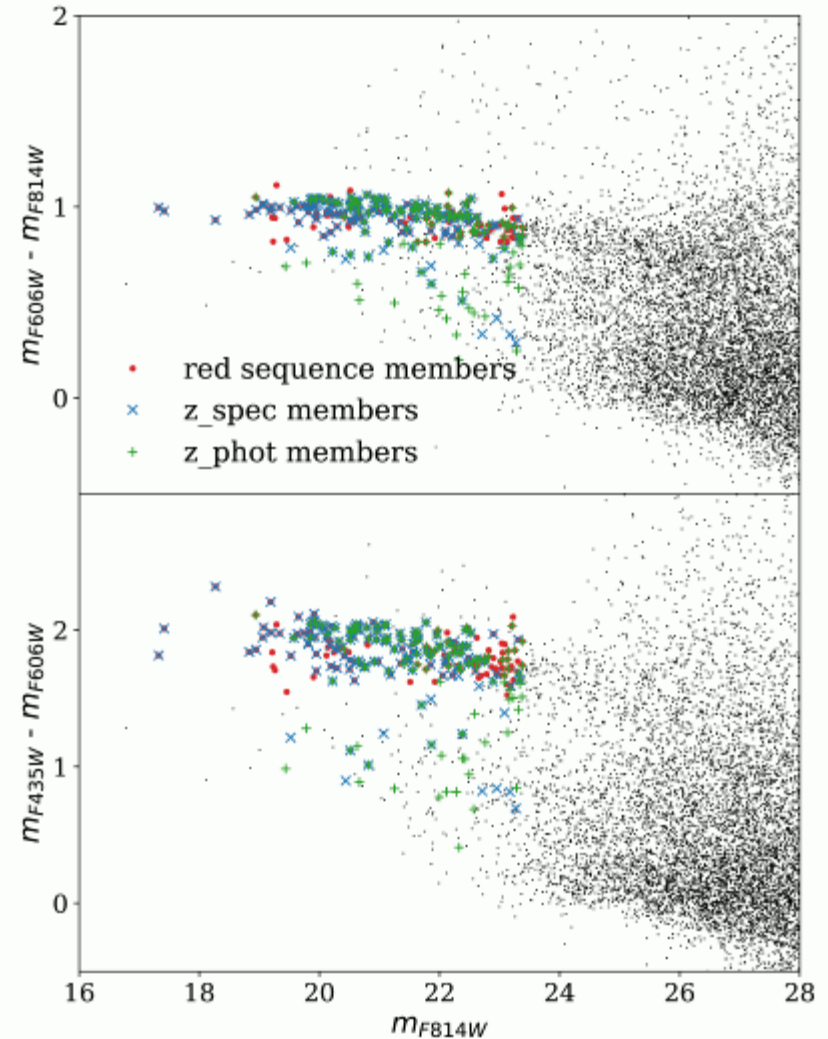 2
1
0
m_F606W - m_F814W
red sequence members
z_spec members
z_phot members
2
1
0
m_F435W - m_F606W
16 18 20 22 24 26 28
m_F814W